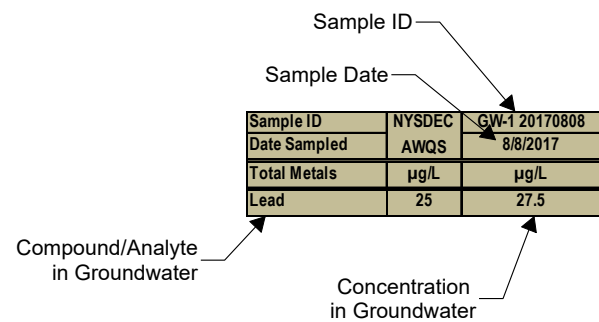 Sample ID
Sample Date
Sample ID NYSDEC GW-1 20170808
Date Sampled AWQS 8/8/2017
Total Metals µg/L µg/L
Lead 25 27.5
Compound/Analyte
in Groundwater
Concentration
in Groundwater